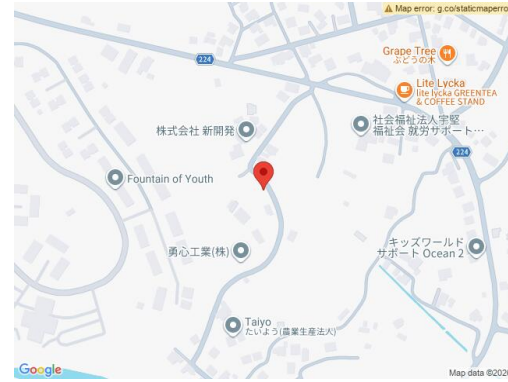 Map error: g.co/staticmaperro
Grape Tree
ぶどうの木
224
Lite Lycka
lite lycka GREENTEA
& COFFEE STAND
株式会社 新開発
社会福祉法人宇堅
福祉会 就労サポート…
224
Fountain of Youth
勇心工業(株)
キッズワールド
サポート Ocean 2
Taiyo
たいよう(農業生産法人)
Google
Map data ©2026